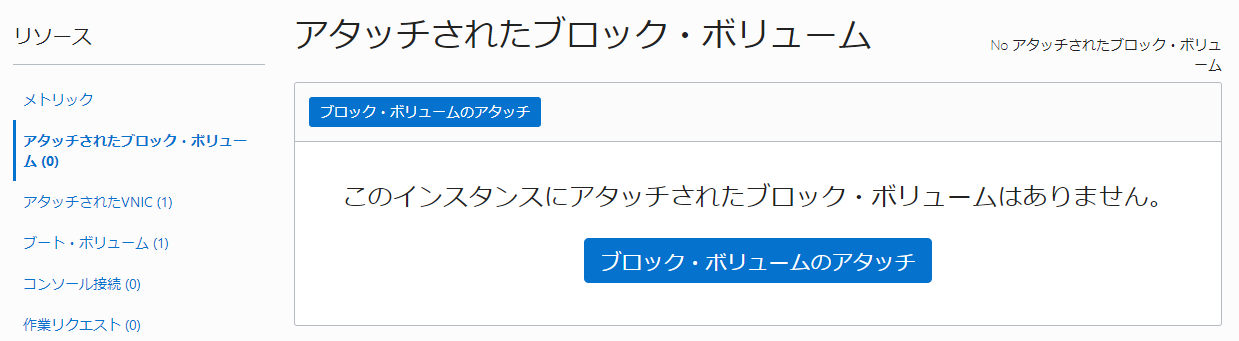 リソース
メトリック
アタッチされたブロック・ボリュー
ム (0)
アタッチされたVNIC (1)
ブート・ボリューム (1)
コンソール接続 (0)
作業リクエスト (0)
アタッチされたブロック・ボリューム
No アタッチされたブロック・ボリュ
ーム
ブロック・ボリュームのアタッチ
このインスタンスにアタッチされたブロック・ボリュームはありません。
ブロック・ボリュームのアタッチ